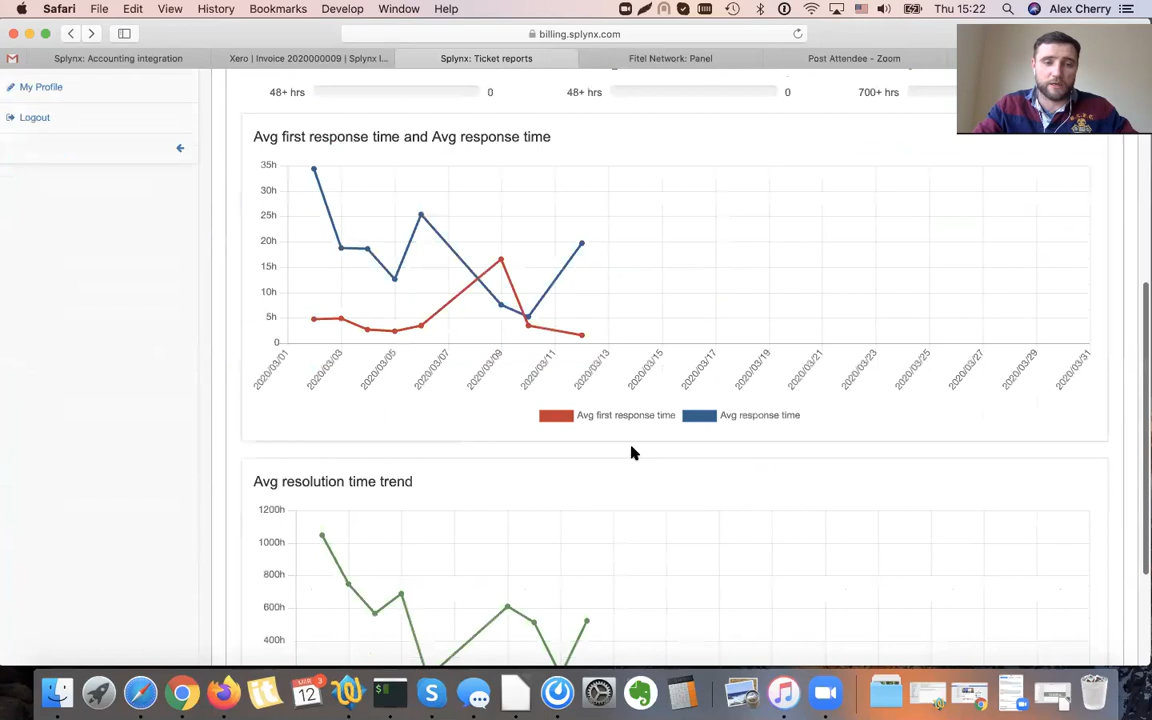 Safari File Edit View History Bookmarks Develop Window Help Thu 15:22 Alex Cherry
billing.splynx.com
Splynx: Accounting integration Xero | Invoice 2020000009 | Splynx I... Splynx: Ticket reports Fitel Network: Panel Post Attendee - Zoom
My Profile
Logout
48+ hrs 0 48+ hrs 0 700+ hrs
Avg first response time and Avg response time
35h
30h
25h
20h
15h
10h
5h
0
2020/03/01 2020/03/03 2020/03/05 2020/03/07 2020/03/09 2020/03/11 2020/03/13 2020/03/15 2020/03/17 2020/03/19 2020/03/21 2020/03/23 2020/03/25 2020/03/27 2020/03/29 2020/03/31
Avg first response time Avg response time
Avg resolution time trend
1200h
1000h
800h
600h
400h
12